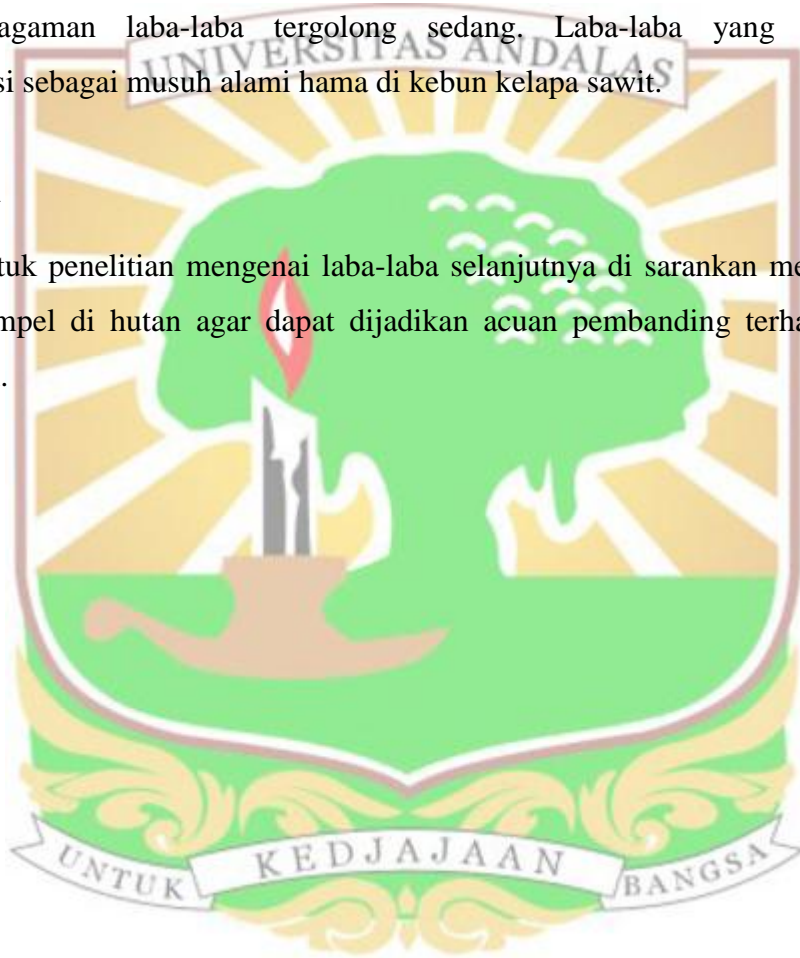 agaman laba-laba tergolong sedang. Laba-laba yang
UNIVERSITAS ANDALAS
si sebagai musuh alami hama di kebun kelapa sawit.
tuk penelitian mengenai laba-laba selanjutnya di sarankan me
mpel di hutan agar dapat dijadikan acuan pembanding terha
.
UNTUK KEDJAJAAN BANGSA